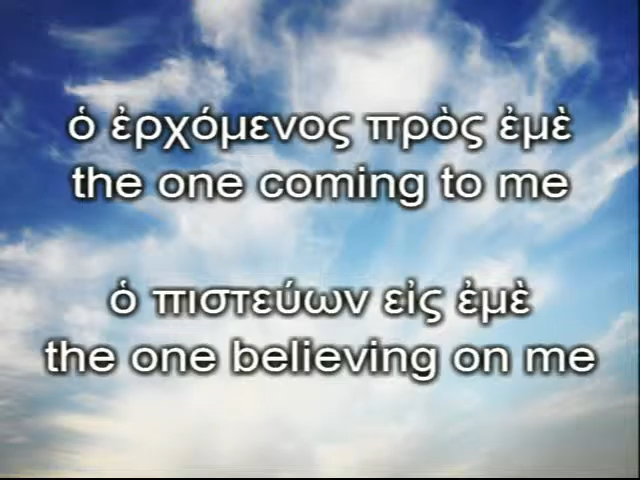 ὁ ἐρχόμενος πρὸς ἐμὲ
the one coming to me
ὁ πιστεύων εἰς ἐμὲ
the one believing on me